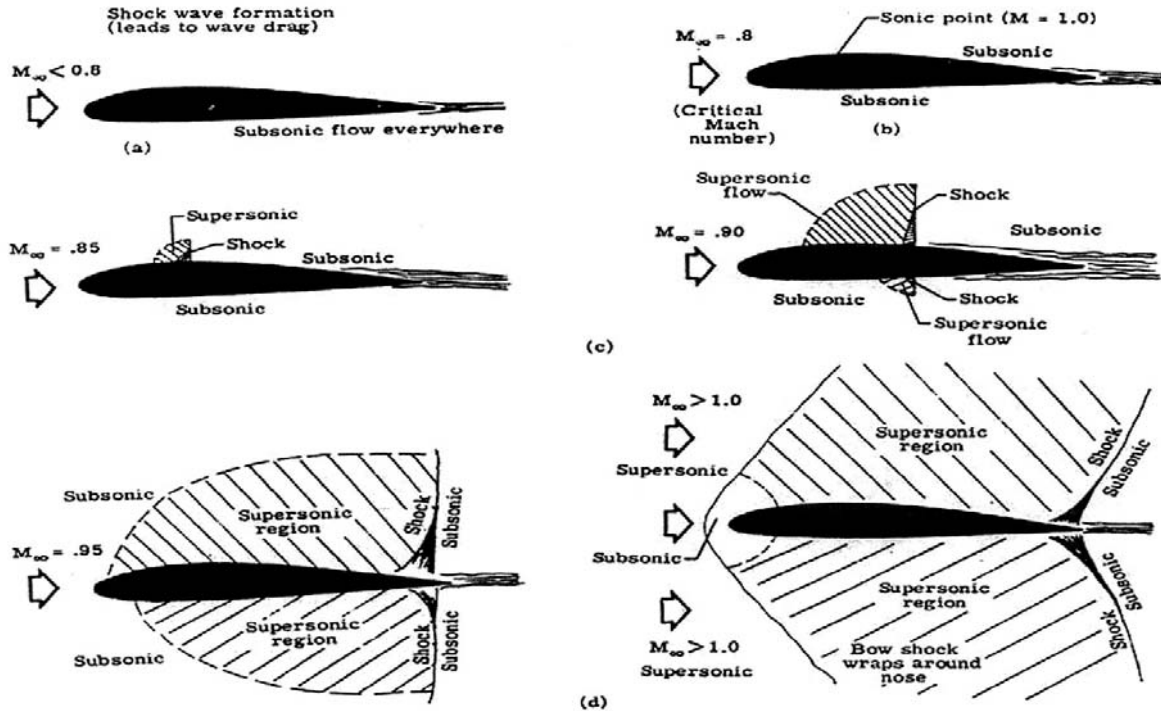 Shock wave formation
(leads to wave drag)
M∞ < 0.8
Subsonic flow everywhere
(a)
Sonic point (M = 1.0)
M∞ = .8
Subsonic
Subsonic
(Critical
Mach
number)
(b)
Supersonic
Shock
M∞ = .85
Subsonic
Subsonic
Supersonic
flow
Shock
M∞ = .90
Subsonic
Subsonic
Shock
Supersonic
flow
(c)
Subsonic
Supersonic
region
Shock
Subsonic
M∞ = .95
Supersonic
region
Shock
Subsonic
Subsonic
M∞ > 1.0
Supersonic
Supersonic
region
Shock
Subsonic
Subsonic
Supersonic
region
Shock
Subsonic
M∞ > 1.0
Supersonic
Bow shock
wraps around
nose
(d)